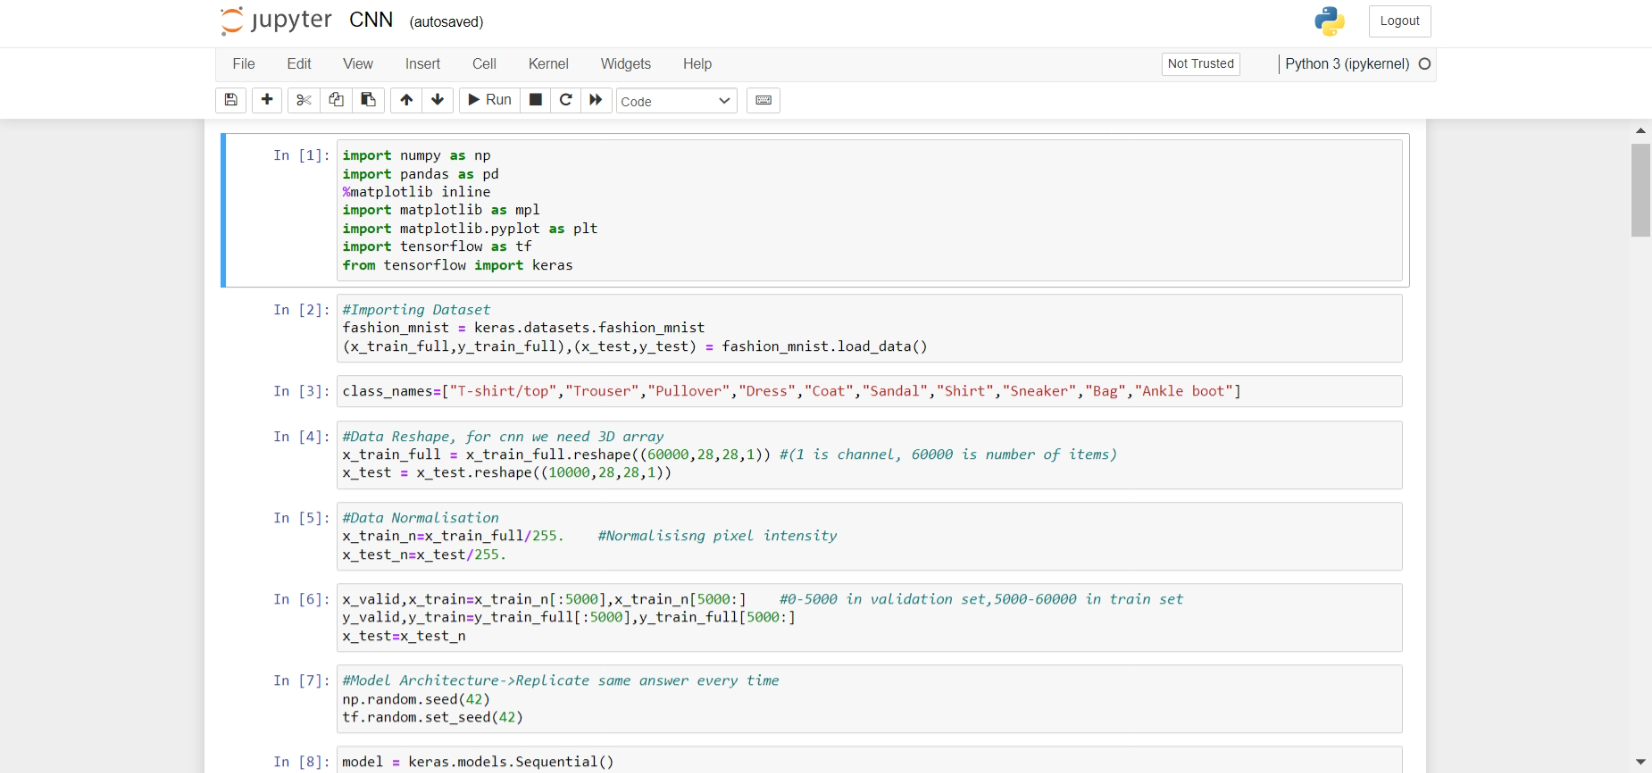 jupyter CNN (autosaved)
Logout
File Edit View Insert Cell Kernel Widgets Help
Not Trusted
Python 3 (ipykernel)
Run
Code
In [1]:
import numpy as np
import pandas as pd
%matplotlib inline
import matplotlib as mpl
import matplotlib.pyplot as plt
import tensorflow as tf
from tensorflow import keras
In [2]:
#Importing Dataset
fashion_mnist = keras.datasets.fashion_mnist
(x_train_full,y_train_full),(x_test,y_test) = fashion_mnist.load_data()
In [3]:
class_names=["T-shirt/top","Trouser","Pullover","Dress","Coat","Sandal","Shirt","Sneaker","Bag","Ankle boot"]
In [4]:
#Data Reshape, for cnn we need 3D array
x_train_full = x_train_full.reshape((60000,28,28,1)) #(1 is channel, 60000 is number of items)
x_test = x_test.reshape((10000,28,28,1))
In [5]:
#Data Normalisation
x_train_n=x_train_full/255. #Normalisisng pixel intensity
x_test_n=x_test/255.
In [6]:
x_valid,x_train=x_train_n[:5000],x_train_n[5000:] #0-5000 in validation set,5000-60000 in train set
y_valid,y_train=y_train_full[:5000],y_train_full[5000:]
x_test=x_test_n
In [7]:
#Model Architecture->Replicate same answer every time
np.random.seed(42)
tf.random.set_seed(42)
In [8]:
model = keras.models.Sequential()